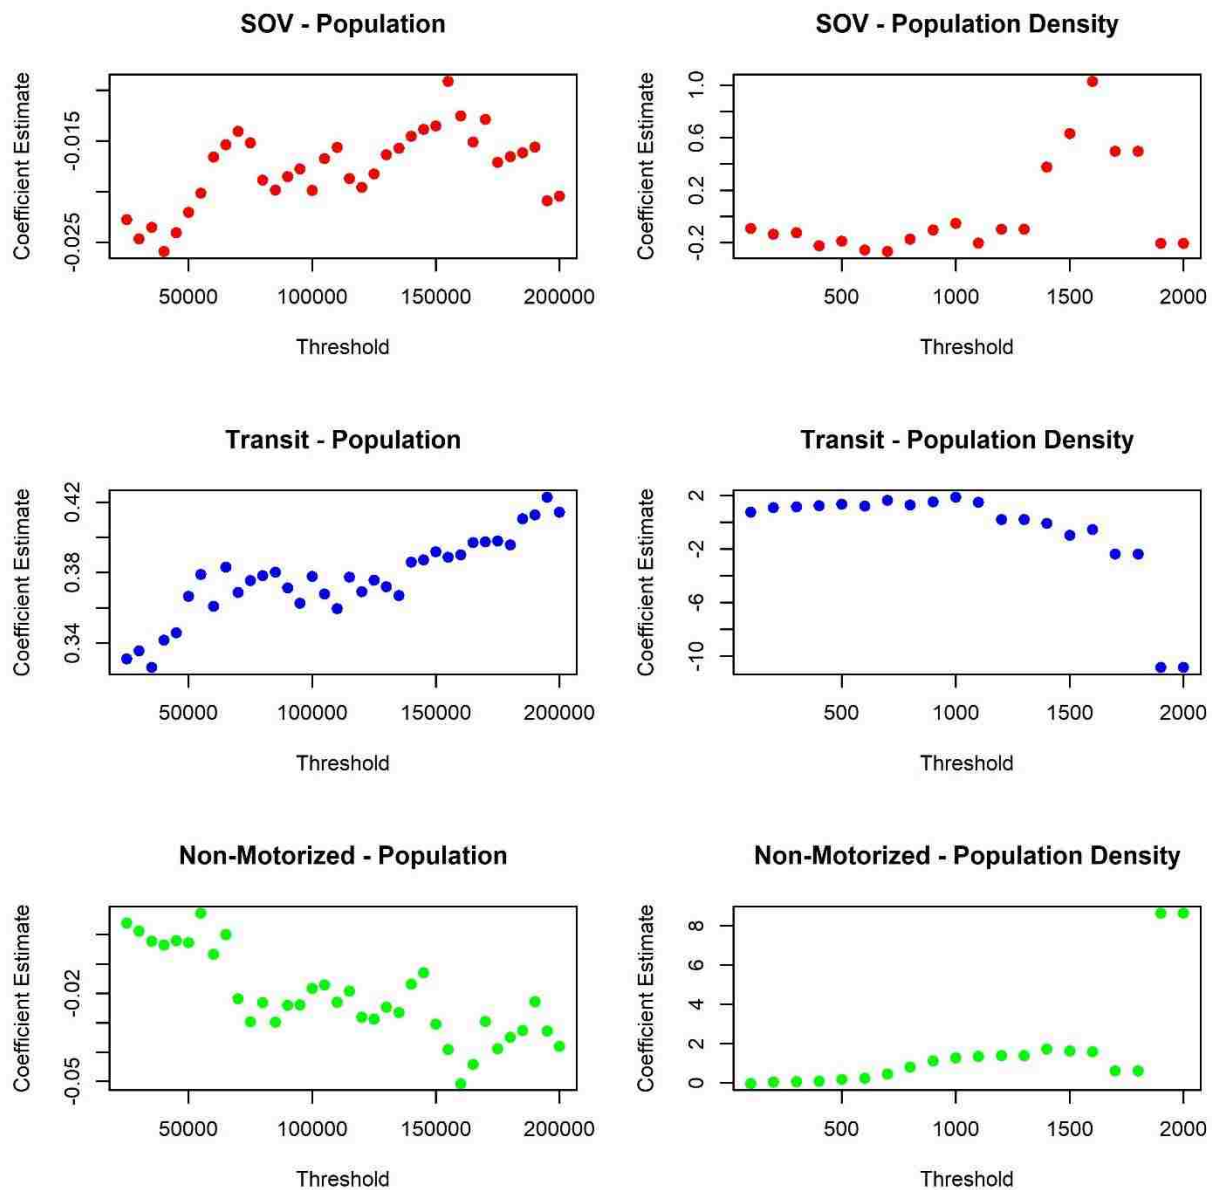 SOV - Population
Coefficient Estimate
-0.015
-0.025
50000 100000 150000 200000
Threshold
SOV - Population Density
Coefficient Estimate
1.0
0.6
0.2
-0.2
500 1000 1500 2000
Threshold
Transit - Population
Coefficient Estimate
0.42
0.38
0.34
50000 100000 150000 200000
Threshold
Transit - Population Density
Coefficient Estimate
2
-2
-6
-10
500 1000 1500 2000
Threshold
Non-Motorized - Population
Coefficient Estimate
-0.02
-0.05
50000 100000 150000 200000
Threshold
Non-Motorized - Population Density
Coefficient Estimate
8
6
4
2
0
500 1000 1500 2000
Threshold